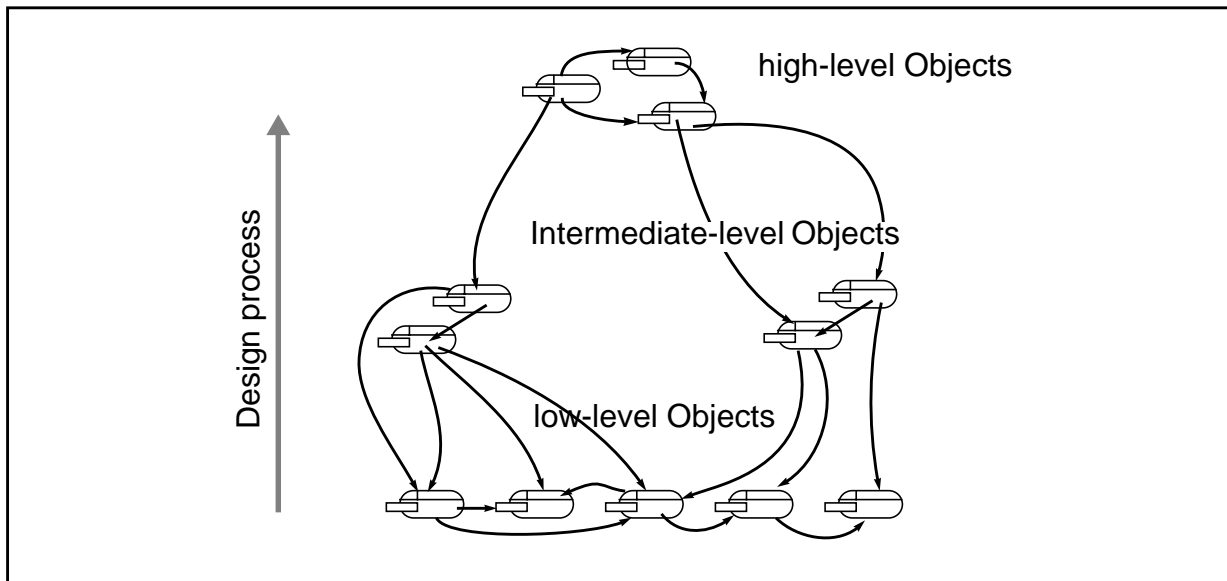 high-level Objects
Intermediate-level Objects
Design process
low-level Objects